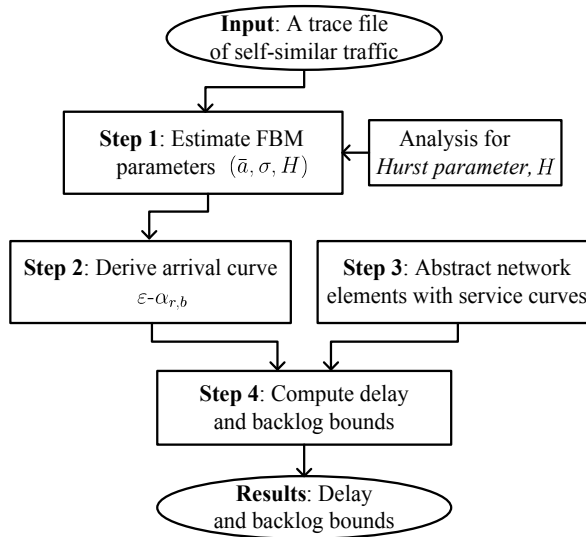 Input: A trace file
of self-similar traffic
Step 1: Estimate FBM
parameters (ā, σ, H)
Analysis for
Hurst parameter, H
Step 2: Derive arrival curve
ε-α_{r,b}
Step 3: Abstract network
elements with service curves
Step 4: Compute delay
and backlog bounds
Results: Delay
and backlog bounds